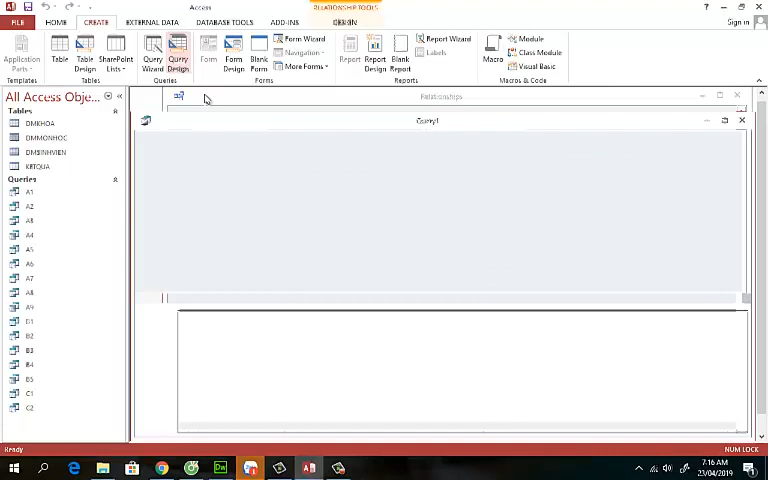 Access
RELATIONSHIP TOOLS
Sign in
FILE
HOME
CREATE
EXTERNAL DATA
DATABASE TOOLS
ADD-INS
DESIGN
Application Parts
Templates
Table
Table Design
SharePoint Lists
Tables
Query Wizard
Query Design
Queries
Form
Form Design
Blank Form
Form Wizard
Navigation
More Forms
Forms
Report
Report Design
Blank Report
Report Wizard
Labels
Reports
Macro
Module
Class Module
Visual Basic
Macros & Code
All Access Obje...
Tables
DMKHOA
DMMONHOC
DMSINHVIEN
KETQUA
Queries
A1
A2
A3
A4
A5
A6
A7
A8
A9
B1
B2
B3
B4
B5
C1
C2
Relationships
Query1
Ready
NUM LOCK
Dw
7:16 AM
23/04/2019